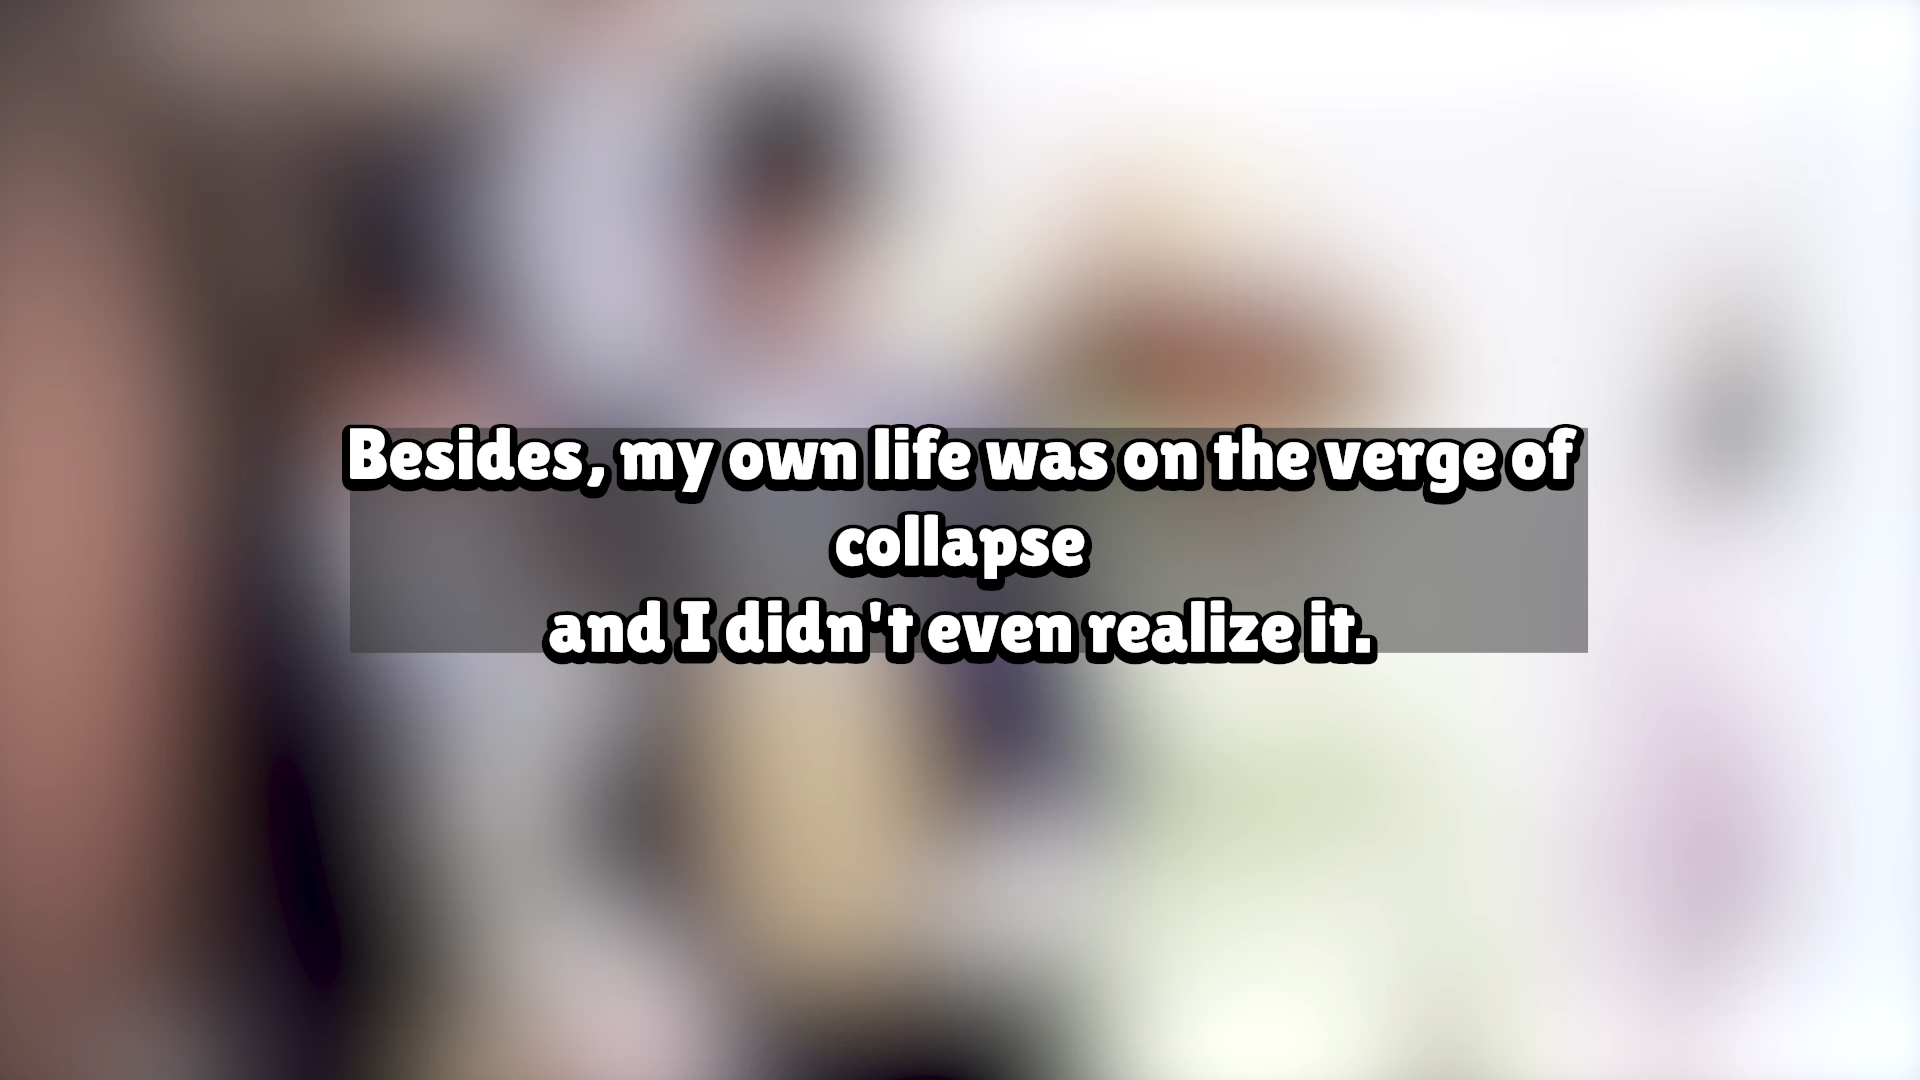 Besides, my own life was on the verge of
collapse
and I didn't even realize it.